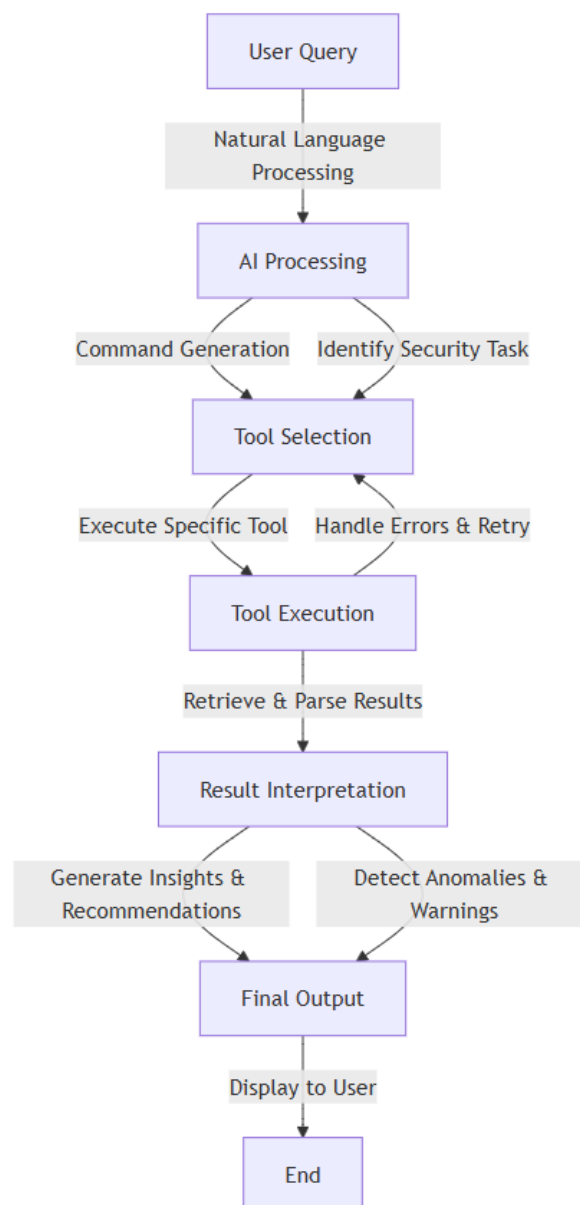 User Query
Natural Language
Processing
AI Processing
Command Generation
Identify Security Task
Tool Selection
Execute Specific Tool
Handle Errors & Retry
Tool Execution
Retrieve & Parse Results
Result Interpretation
Generate Insights &
Recommendations
Detect Anomalies &
Warnings
Final Output
Display to User
End